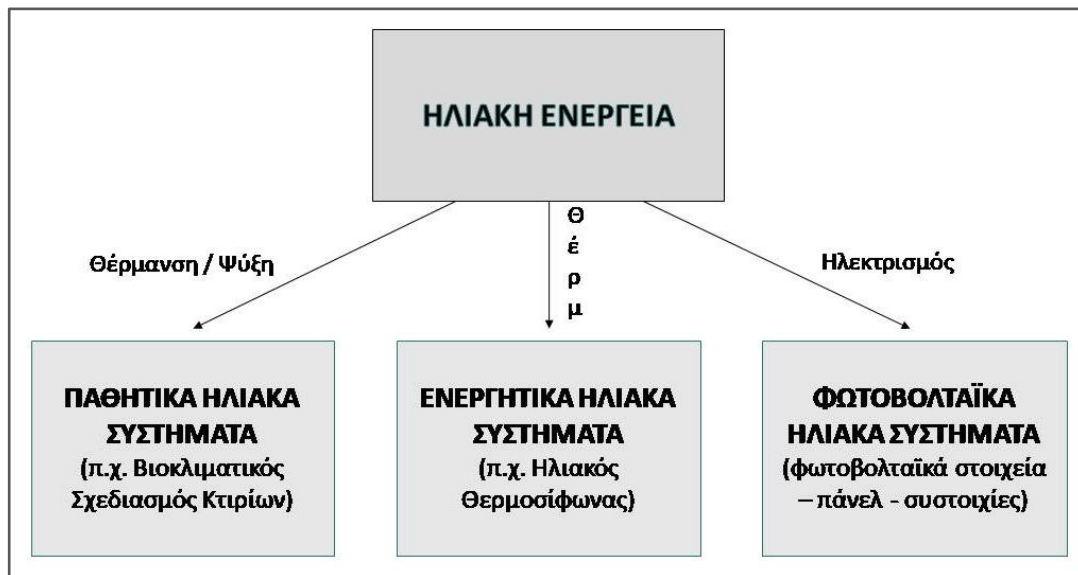 ΗΛΙΑΚΗ ΕΝΕΡΓΕΙΑ
Θέρμανση / Ψύξη
Θ
έ
ρ
μ
Ηλεκτρισμός
ΠΑΘΗΤΙΚΑ ΗΛΙΑΚΑ
ΣΥΣΤΗΜΑΤΑ
(π.χ. Βιοκλιματικός
Σχεδιασμός Κτιρίων)
ΕΝΕΡΓΗΤΙΚΑ ΗΛΙΑΚΑ
ΣΥΣΤΗΜΑΤΑ
(π.χ. Ηλιακός
Θερμοσίφωνας)
ΦΩΤΟΒΟΛΤΑΪΚΑ
ΗΛΙΑΚΑ ΣΥΣΤΗΜΑΤΑ
(φωτοβολταϊκά στοιχεία
– πάνελ - συστοιχίες)